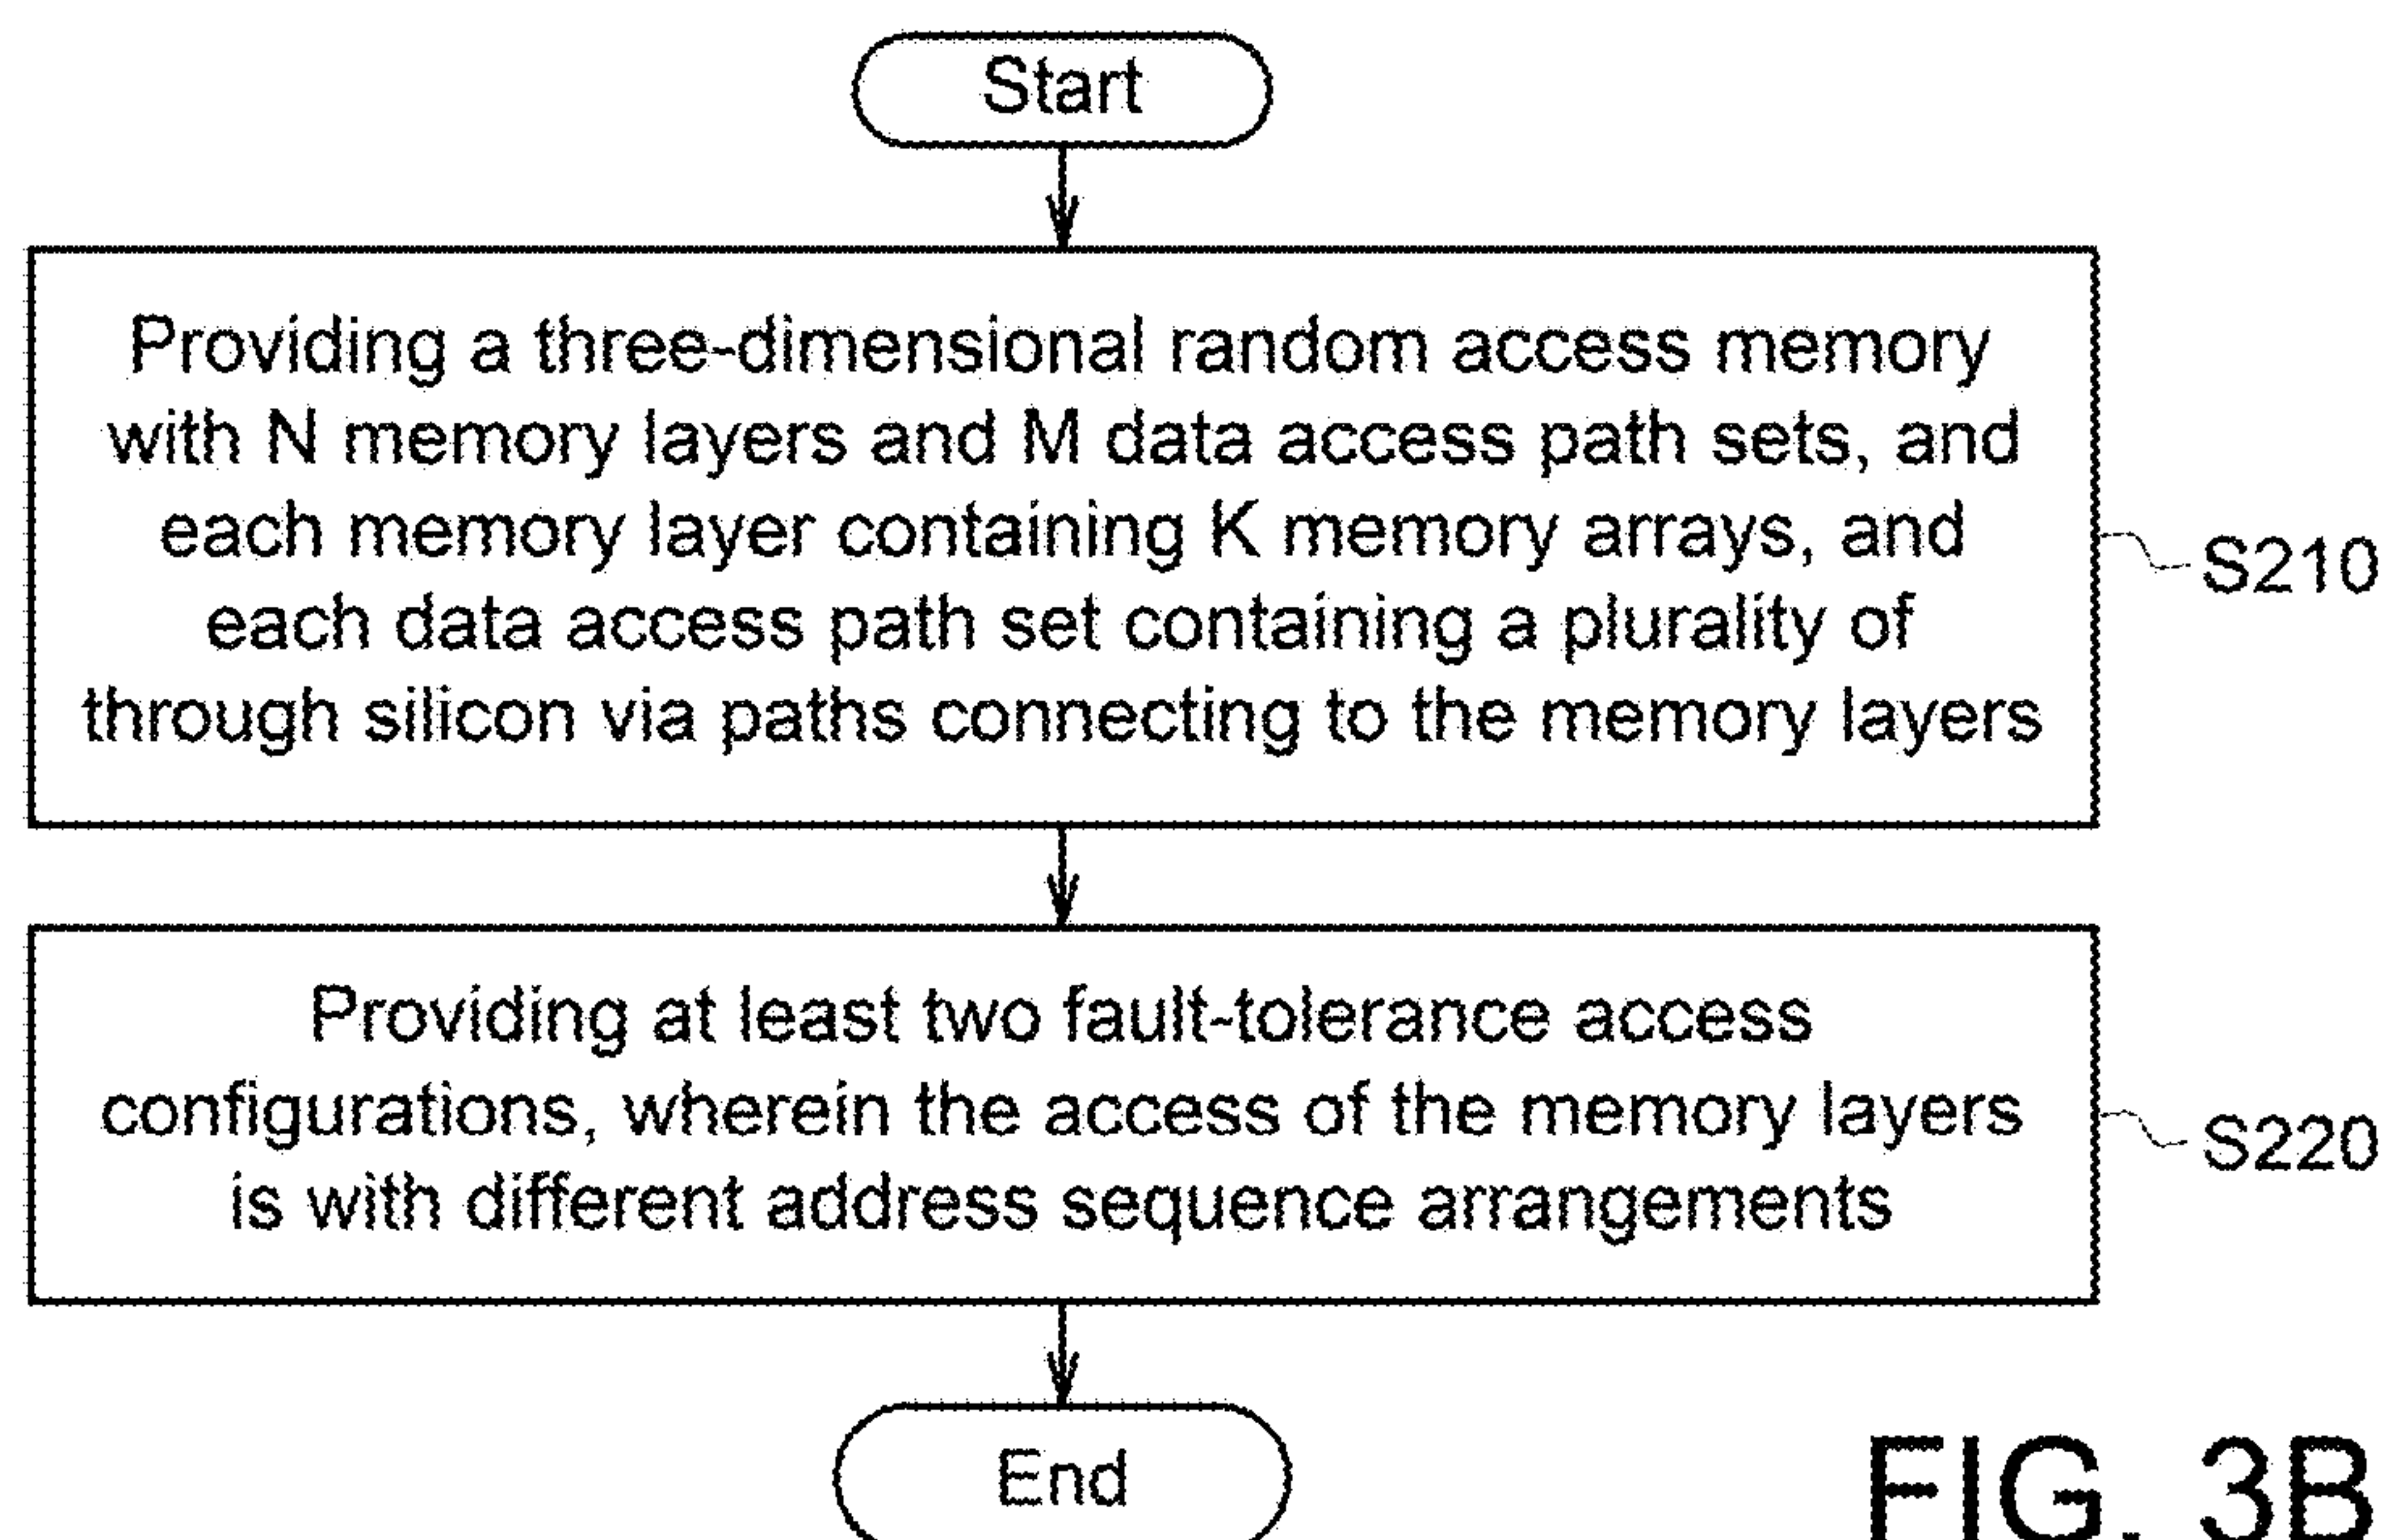 Start
Providing a three-dimensional random access memory
with N memory layers and M data access path sets, and
each memory layer containing K memory arrays, and
each data access path set containing a plurality of
through silicon via paths connecting to the memory layers
S210
Providing at least two fault-tolerance access
configurations, wherein the access of the memory layers
is with different address sequence arrangements
S220
End
FIG. 3B